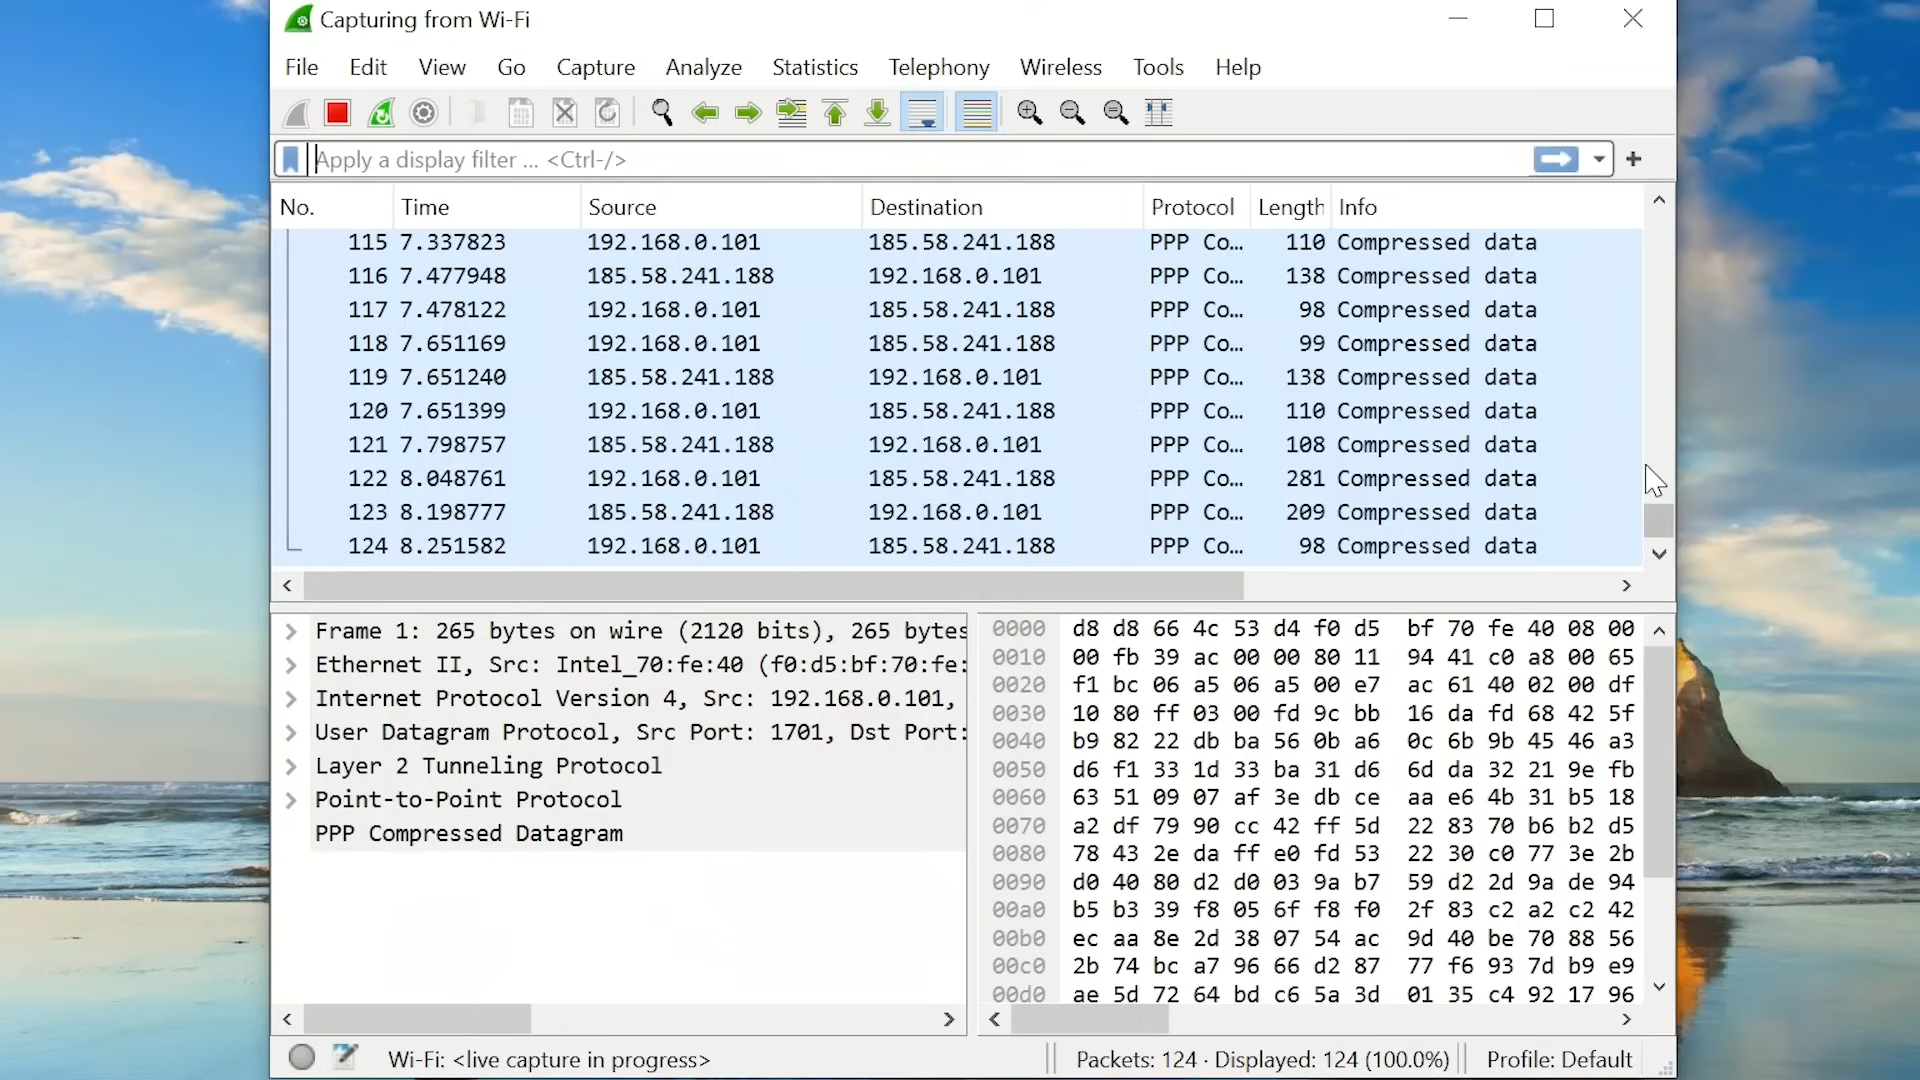 Capturing from Wi-Fi
File Edit View Go Capture Analyze Statistics Telephony Wireless Tools Help
Apply a display filter ... <Ctrl-/>
No. Time Source Destination Protocol Length Info
115 7.337823 192.168.0.101 185.58.241.188 PPP Co… 110 Compressed data
116 7.477948 185.58.241.188 192.168.0.101 PPP Co… 138 Compressed data
117 7.478122 192.168.0.101 185.58.241.188 PPP Co… 98 Compressed data
118 7.651169 192.168.0.101 185.58.241.188 PPP Co… 99 Compressed data
119 7.651240 185.58.241.188 192.168.0.101 PPP Co… 138 Compressed data
120 7.651399 192.168.0.101 185.58.241.188 PPP Co… 110 Compressed data
121 7.798757 185.58.241.188 192.168.0.101 PPP Co… 108 Compressed data
122 8.048761 192.168.0.101 185.58.241.188 PPP Co… 281 Compressed data
123 8.198777 185.58.241.188 192.168.0.101 PPP Co… 209 Compressed data
124 8.251582 192.168.0.101 185.58.241.188 PPP Co… 98 Compressed data
Frame 1: 265 bytes on wire (2120 bits), 265 bytes
Ethernet II, Src: Intel_70:fe:40 (f0:d5:bf:70:fe:
Internet Protocol Version 4, Src: 192.168.0.101,
User Datagram Protocol, Src Port: 1701, Dst Port:
Layer 2 Tunneling Protocol
Point-to-Point Protocol
PPP Compressed Datagram
0000 d8 d8 66 4c 53 d4 f0 d5 bf 70 fe 40 08 00
0010 00 fb 39 ac 00 00 80 11 94 41 c0 a8 00 65
0020 f1 bc 06 a5 06 a5 00 e7 ac 61 40 02 00 df
0030 10 80 ff 03 00 fd 9c bb 16 da fd 68 42 5f
0040 b9 82 22 db ba 56 0b a6 0c 6b 9b 45 46 a3
0050 d6 f1 33 1d 33 ba 31 d6 6d da 32 21 9e fb
0060 63 51 09 07 af 3e db ce aa e6 4b 31 b5 18
0070 a2 df 79 90 cc 42 ff 5d 22 83 70 b6 b2 d5
0080 78 43 2e da ff e0 fd 53 22 30 c0 77 3e 2b
0090 d0 40 80 d2 d0 03 9a b7 59 d2 2d 9a de 94
00a0 b5 b3 39 f8 05 6f f8 f0 2f 83 c2 a2 c2 42
00b0 ec aa 8e 2d 38 07 54 ac 9d 40 be 70 88 56
00c0 2b 74 bc a7 96 66 d2 87 77 f6 93 7d b9 e9
00d0 ae 5d 72 64 bd c6 5a 3d 01 35 c4 92 17 96
Wi-Fi: <live capture in progress> Packets: 124 · Displayed: 124 (100.0%) Profile: Default